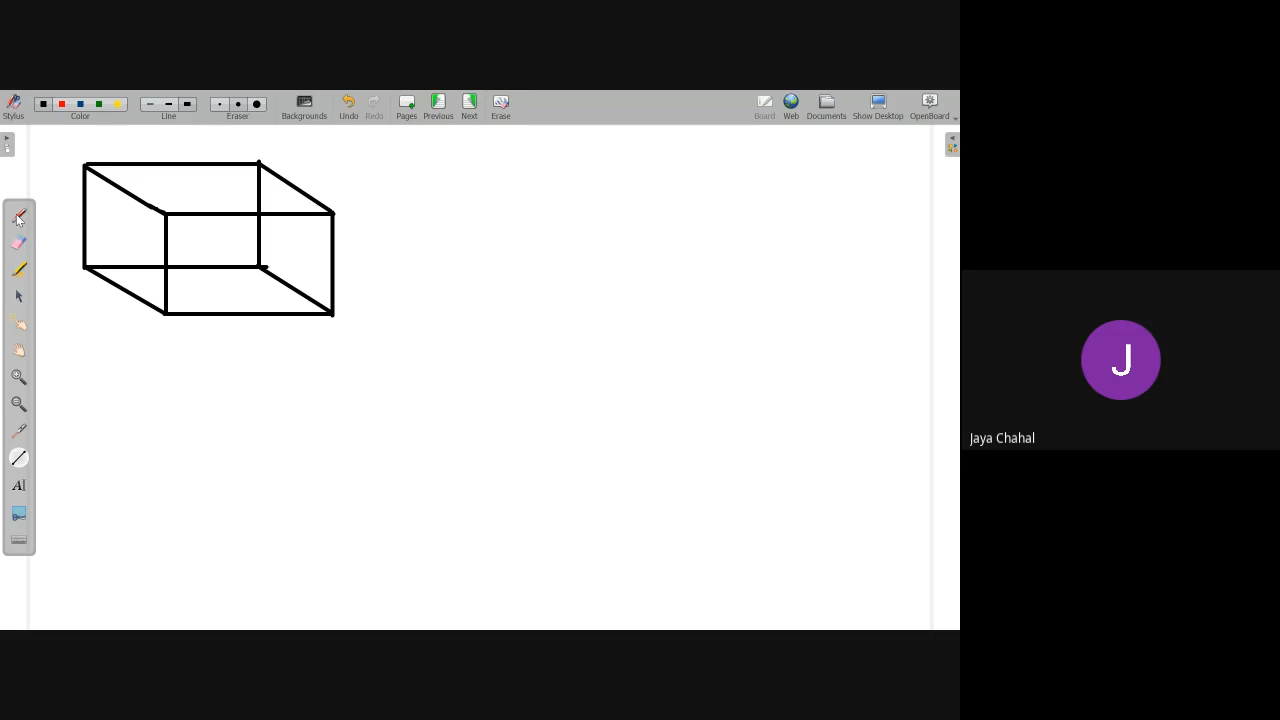 Stylus Color Line Eraser Backgrounds Undo Redo Pages Previous Next Erase Board Web Documents Show Desktop OpenBoard
AI
J
Jaya Chahal